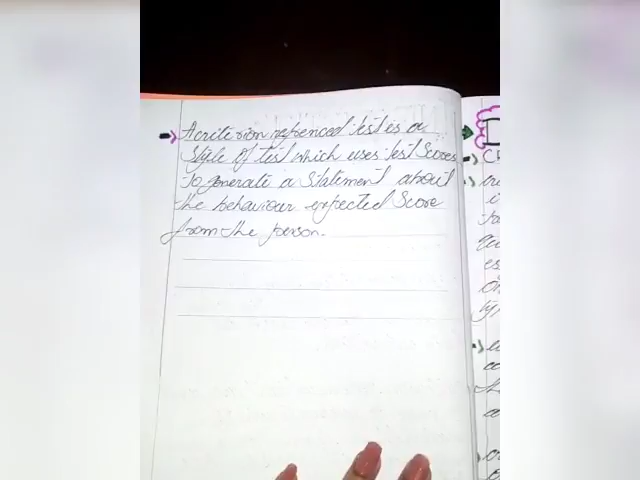 A criterion refrenced test is a
style of test which uses test Scores
to generate a statement about
the behaviour expected Score
from the person.